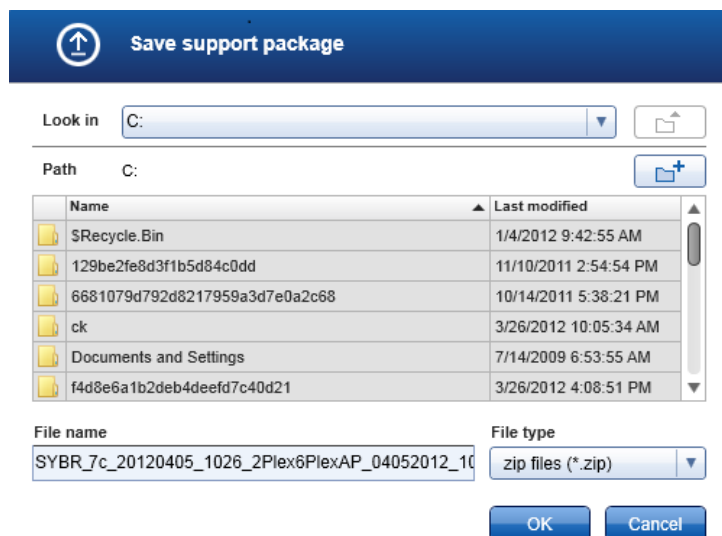 Save support package
Look in C:
Path C:
Name Last modified
$Recycle.Bin 1/4/2012 9:42:55 AM
129be2fe8d3f1b5d84c0dd 11/10/2011 2:54:54 PM
6681079d792d8217959a3d7e0a2c68 10/14/2011 5:38:21 PM
ck 3/26/2012 10:05:34 AM
Documents and Settings 7/14/2009 6:53:55 AM
f4d8e6a1b2deb4deefd7c40d21 3/26/2012 4:08:51 PM
File name File type
SYBR_7c_20120405_1026_2Plex6PlexAP_04052012_10 zip files (*.zip)
OK Cancel